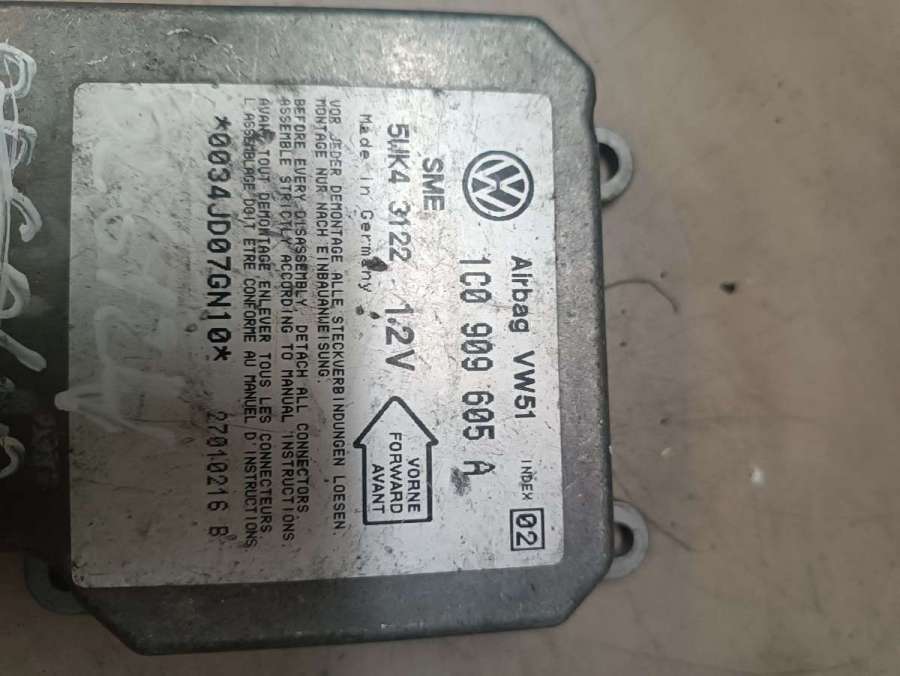 Airbag VW51
INDEX 02
1C0 909 605 A
SME
5WK4 3122 12V
Made in Germany
VORNE
FORWARD
AVANT
VOR JEDER DEMONTAGE ALLE STECKVERBINDUNGEN LOESEN.
MONTAGE NUR NACH EINBAUANWEISUNG.
BEFORE EVERY DISASSEMBLY, DETACH ALL CONNECTORS.
ASSEMBLE STRICTLY ACCORDING TO MANUAL INSTRUCTIONS.
AVANT TOUT DEMONTAGE ENLEVER TOUS LES CONNECTEURS
L'ASSEMBLAGE DOIT ETRE CONFORME AU MANUEL D'INSTRUCTIONS
*0034JD07GN10* 27010216 B